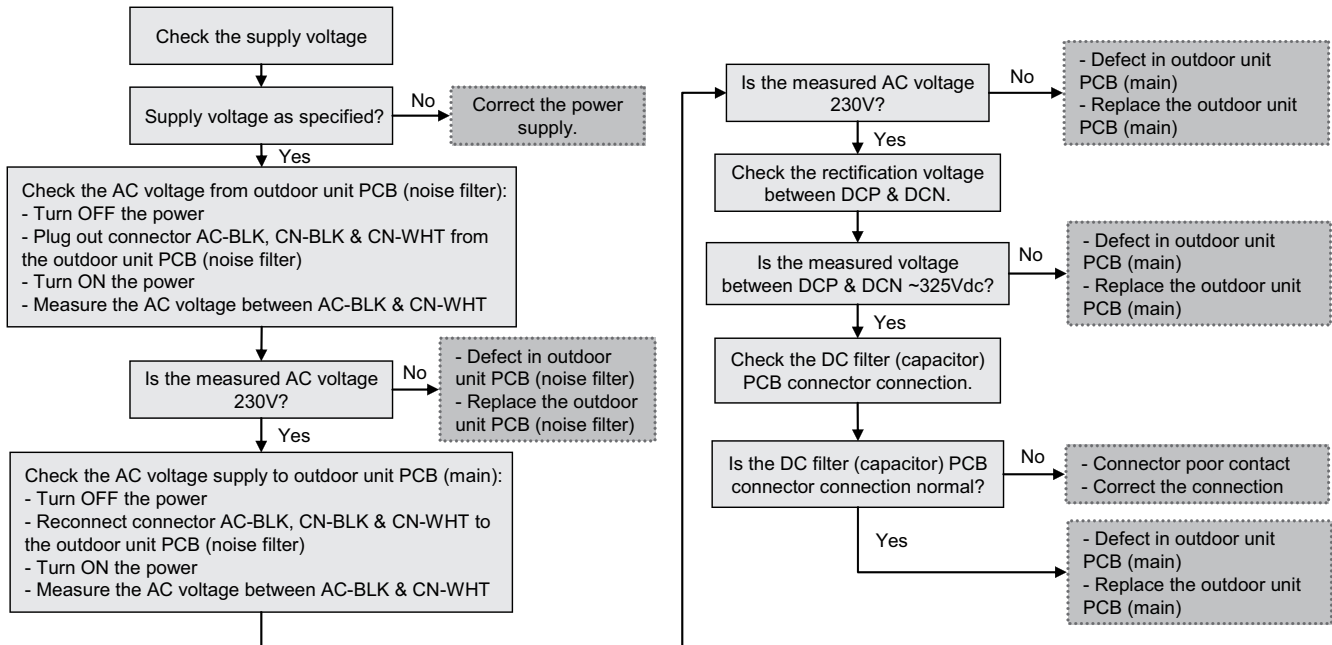 Check the supply voltage
Supply voltage as specified?
No
Correct the power
supply.
Yes
Check the AC voltage from outdoor unit PCB (noise filter):
- Turn OFF the power
- Plug out connector AC-BLK, CN-BLK & CN-WHT from
the outdoor unit PCB (noise filter)
- Turn ON the power
- Measure the AC voltage between AC-BLK & CN-WHT
Is the measured AC voltage
230V?
No
- Defect in outdoor
unit PCB (noise filter)
- Replace the outdoor
unit PCB (noise filter)
Yes
Check the AC voltage supply to outdoor unit PCB (main):
- Turn OFF the power
- Reconnect connector AC-BLK, CN-BLK & CN-WHT to
the outdoor unit PCB (noise filter)
- Turn ON the power
- Measure the AC voltage between AC-BLK & CN-WHT
Is the measured AC voltage
230V?
No
- Defect in outdoor unit
PCB (main)
- Replace the outdoor unit
PCB (main)
Yes
Check the rectification voltage
between DCP & DCN.
Is the measured voltage
between DCP & DCN ~325Vdc?
No
- Defect in outdoor unit
PCB (main)
- Replace the outdoor unit
PCB (main)
Yes
Check the DC filter (capacitor)
PCB connector connection.
Is the DC filter (capacitor) PCB
connector connection normal?
No
- Connector poor contact
- Correct the connection
Yes
- Defect in outdoor unit
PCB (main)
- Replace the outdoor unit
PCB (main)